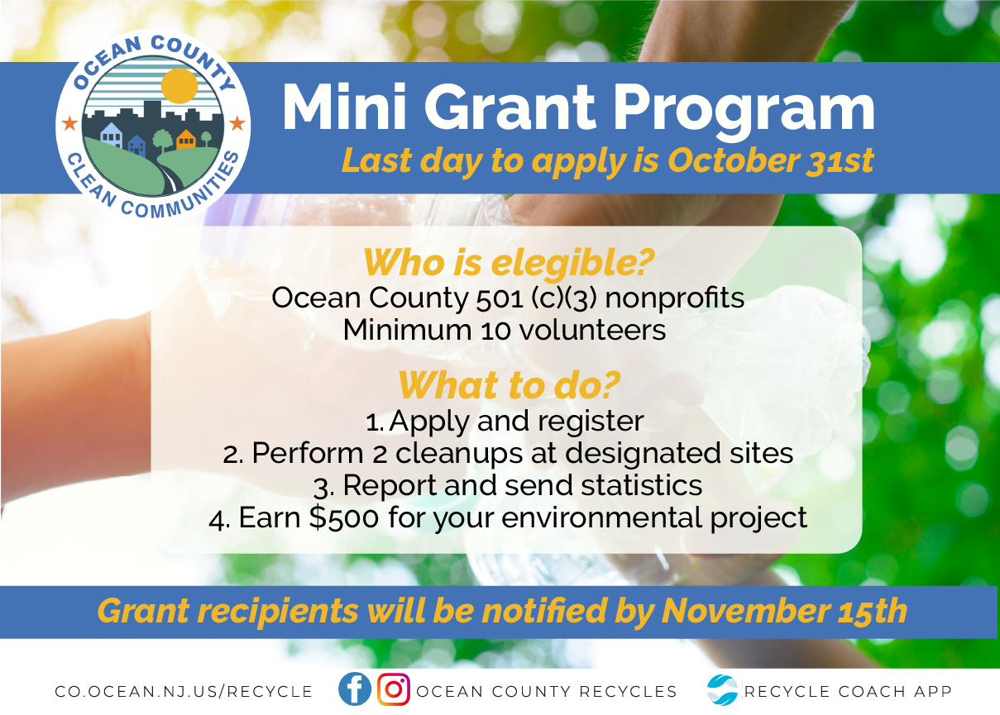 OCEAN COUNTY
CLEAN COMMUNITIES
Mini Grant Program
Last day to apply is October 31st
Who is elegible?
Ocean County 501 (c)(3) nonprofits
Minimum 10 volunteers
What to do?
1. Apply and register
2. Perform 2 cleanups at designated sites
3. Report and send statistics
4. Earn $500 for your environmental project
Grant recipients will be notified by November 15th
CO.OCEAN.NJ.US/RECYCLE OCEAN COUNTY RECYCLES RECYCLE COACH APP